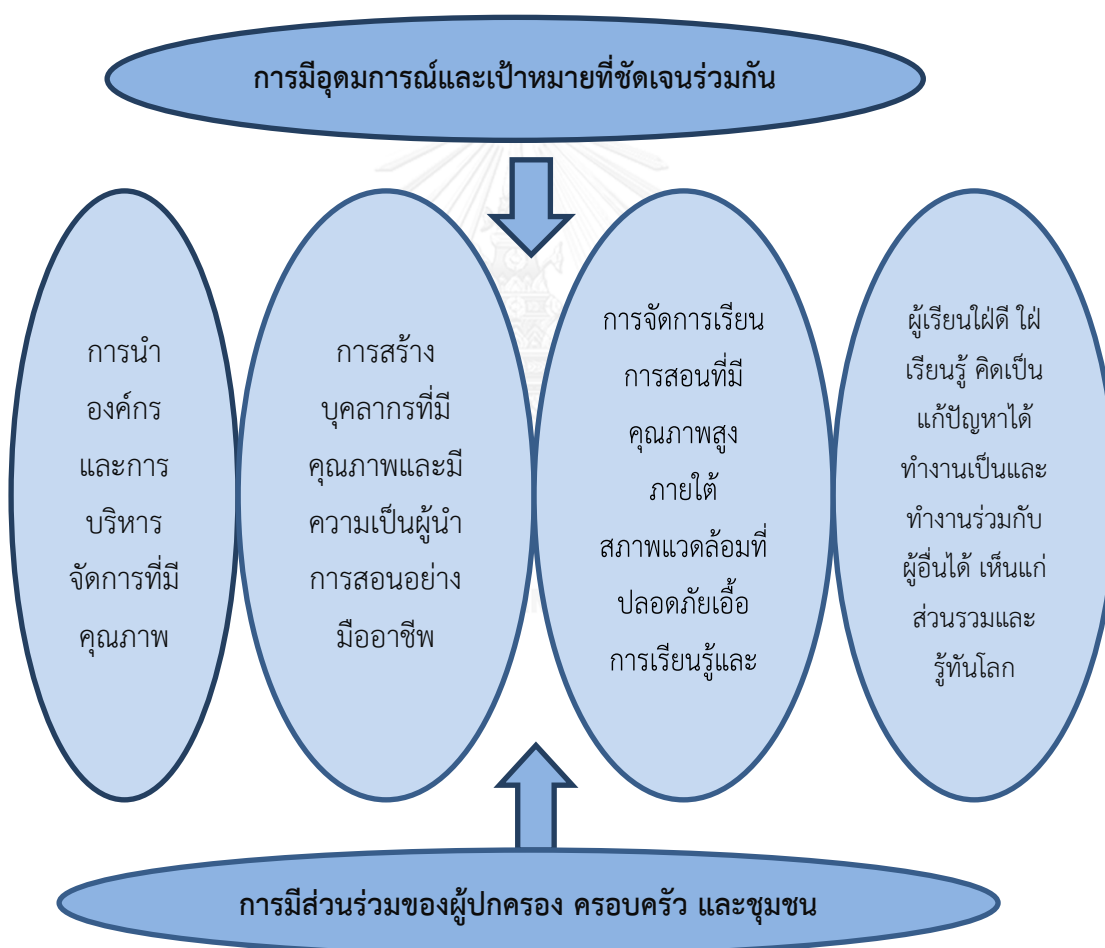 การมีอุดมการณ์และเป้าหมายที่ชัดเจนร่วมกัน
การนำ
องค์กร
และการ
บริหาร
จัดการที่มี
คุณภาพ
การสร้าง
บุคลากรที่มี
คุณภาพและมี
ความเป็นผู้นำ
การสอนอย่าง
มืออาชีพ
การจัดการเรียน
การสอนที่มี
คุณภาพสูง
ภายใต้
สภาพแวดล้อมที่
ปลอดภัยเอื้อ
การเรียนรู้และ
ผู้เรียนใฝ่ดี ใฝ่
เรียนรู้ คิดเป็น
แก้ปัญหาได้
ทำงานเป็นและ
ทำงานร่วมกับ
ผู้อื่นได้ เห็นแก่
ส่วนรวมและ
รู้ทันโลก
การมีส่วนร่วมของผู้ปกครอง ครอบครัว และชุมชน